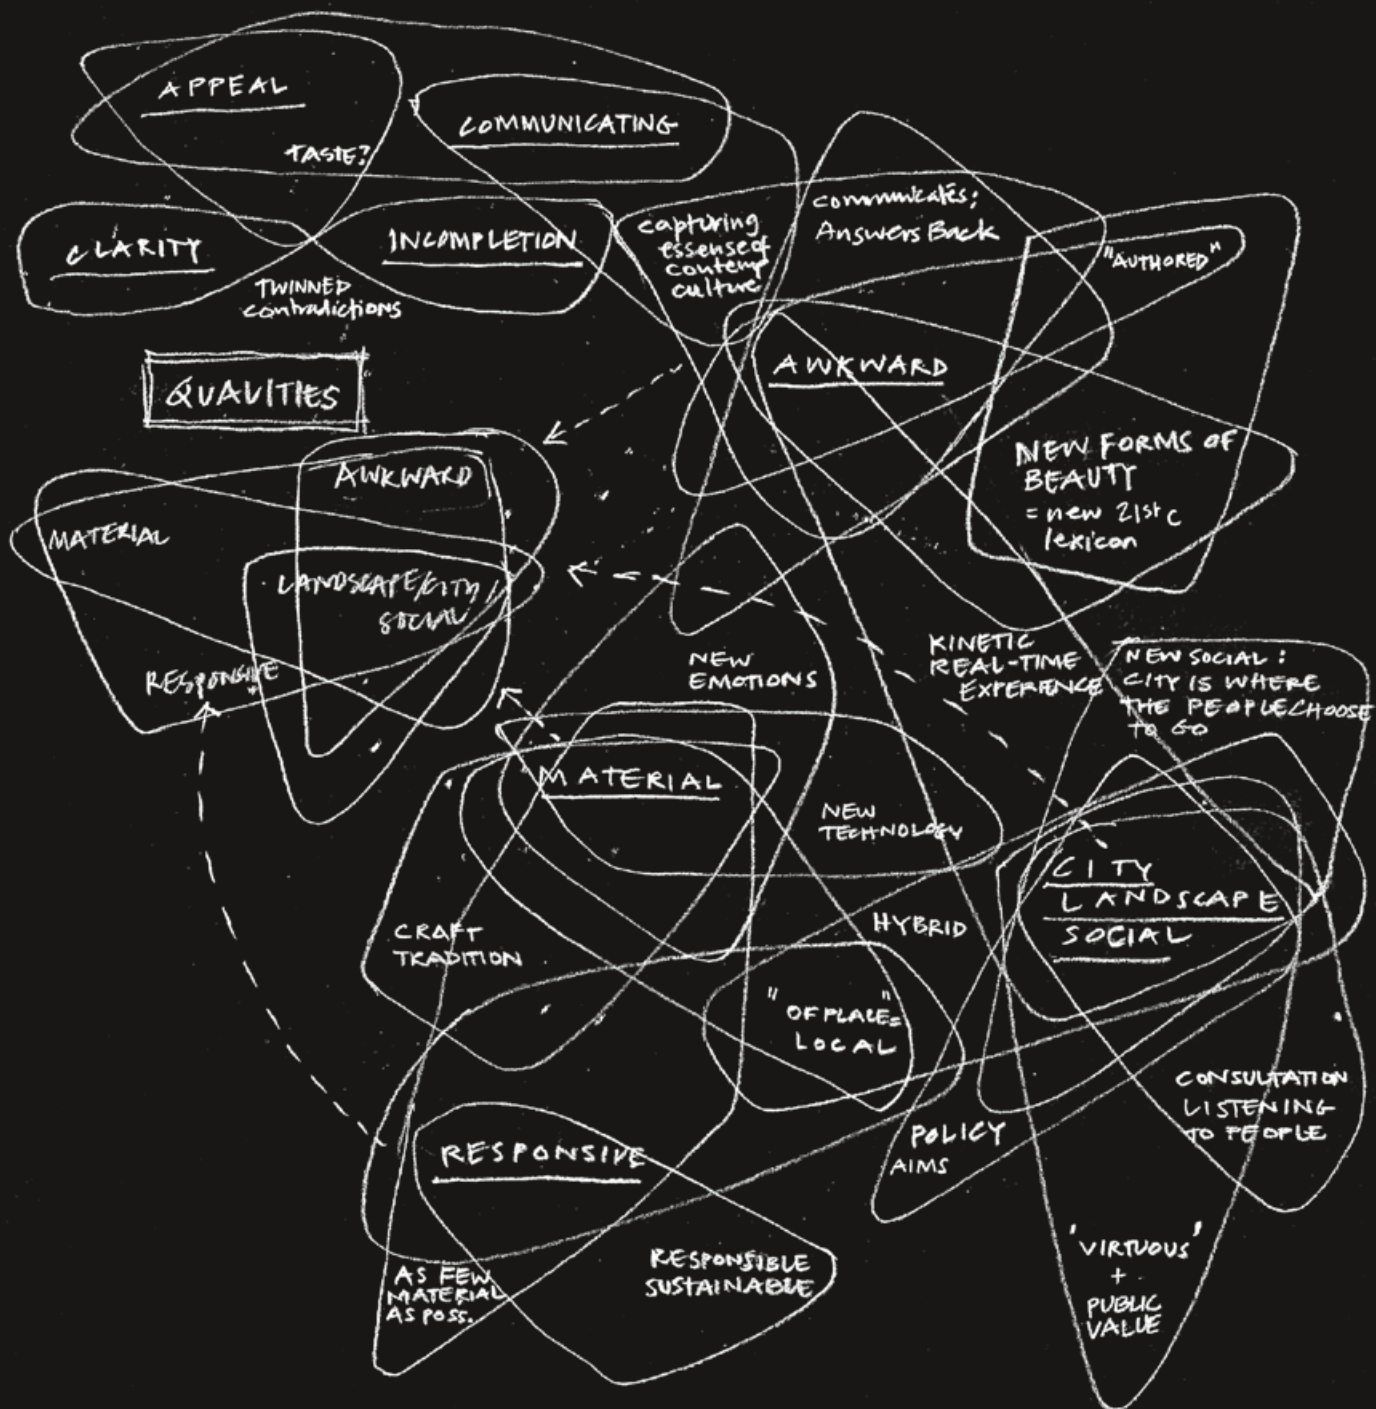 APPEAL
TASTE?
COMMUNICATING
CLARITY
INCOMPLETION
TWINNED
contradictions
capturing
essense of
contemp
culture
communicates;
Answers Back
"AUTHORED"
AWKWARD
NEW FORMS OF
BEAUTY
= new 21st c
lexicon
QUALITIES
AWKWARD
MATERIAL
LANDSCAPE/CITY/
SOCIAL
RESPONSIVE
NEW
EMOTIONS
KINETIC
REAL-TIME
EXPERIENCE
NEW SOCIAL:
CITY IS WHERE
THE PEOPLE CHOOSE
TO GO
MATERIAL
NEW
TECHNOLOGY
CITY
LANDSCAPE
SOCIAL
CRAFT
TRADITION
HYBRID
"OF PLACE"=
LOCAL
CONSULTATION
LISTENING
TO PEOPLE
POLICY
AIMS
RESPONSIVE
RESPONSIBLE
SUSTAINABLE
AS FEW
MATERIAL
AS POSS.
'VIRTUOUS'
+
PUBLIC
VALUE